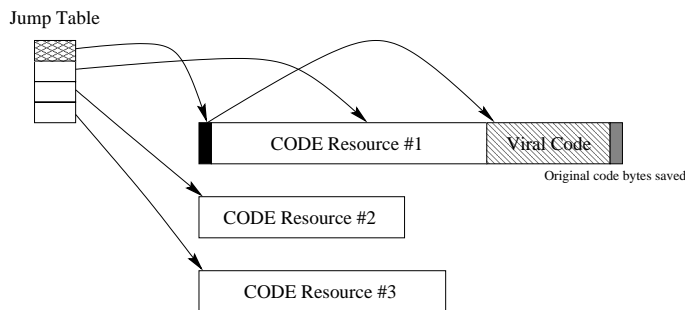 Jump Table
CODE Resource #1
Viral Code
Original code bytes saved
CODE Resource #2
CODE Resource #3